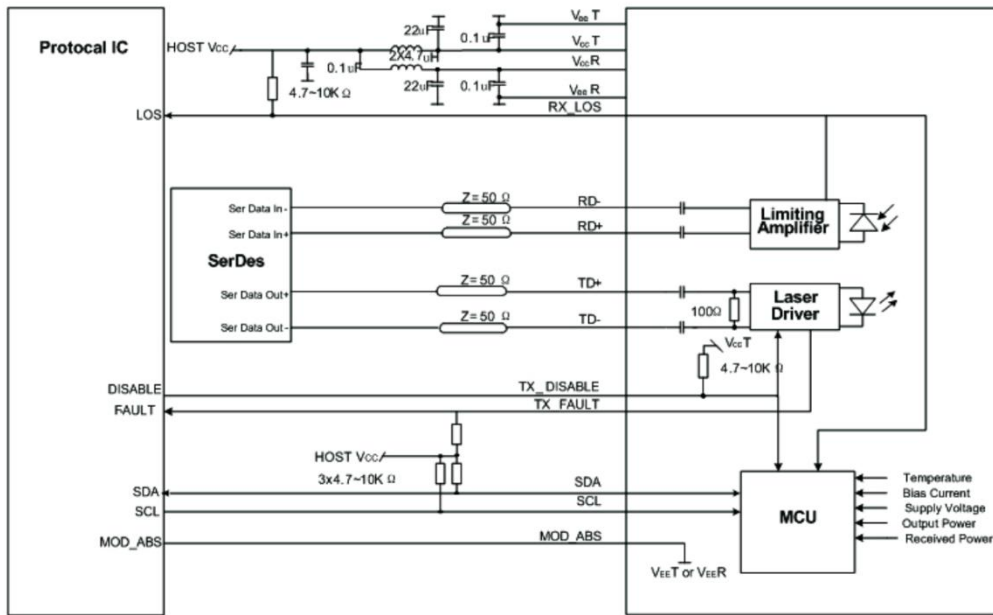 Protocal IC
HOST Vcc
22uF
0.1uF
VeeT
VccT
2X4.7uH
0.1uF
VccR
22uF
0.1uF
VeeR
4.7~10K Ω
LOS
RX_LOS
Z= 50 Ω
RD-
Ser Data In-
Z= 50 Ω
RD+
Ser Data In+
Limiting
Amplifier
SerDes
Z= 50 Ω
TD+
Ser Data Out+
100Ω
Laser
Driver
Z= 50 Ω
TD-
Ser Data Out-
VccT
4.7~10K Ω
DISABLE
TX_DISABLE
FAULT
TX_FAULT
HOST Vcc
3x4.7~10K Ω
SDA
SDA
SCL
SCL
MCU
Temperature
Bias Current
Supply Voltage
Output Power
Received Power
MOD_ABS
MOD_ABS
VEET or VEER